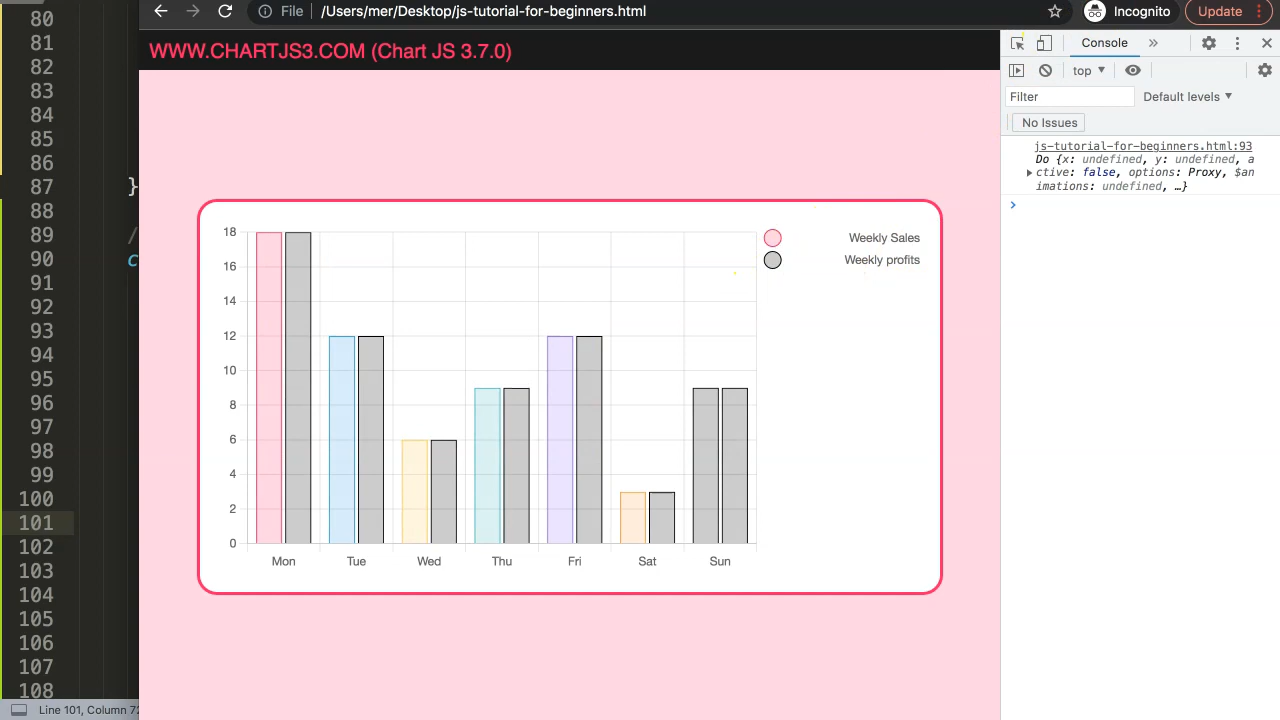 80
81
82
83
84
85
86
87 }
88
89 /
90 c
91
92
93
94
95
96
97
98
99
100
101
102
103
104
105
106
107
108
Line 101, Column 72
File /Users/mer/Desktop/js-tutorial-for-beginners.html
Incognito
Update
WWW.CHARTJS3.COM (Chart JS 3.7.0)
18
16
14
12
10
8
6
4
2
0
Mon Tue Wed Thu Fri Sat Sun
Weekly Sales
Weekly profits
Console »
top
Filter Default levels
No Issues
js-tutorial-for-beginners.html:93
Do {x: undefined, y: undefined, a
ctive: false, options: Proxy, $an
imations: undefined, …}